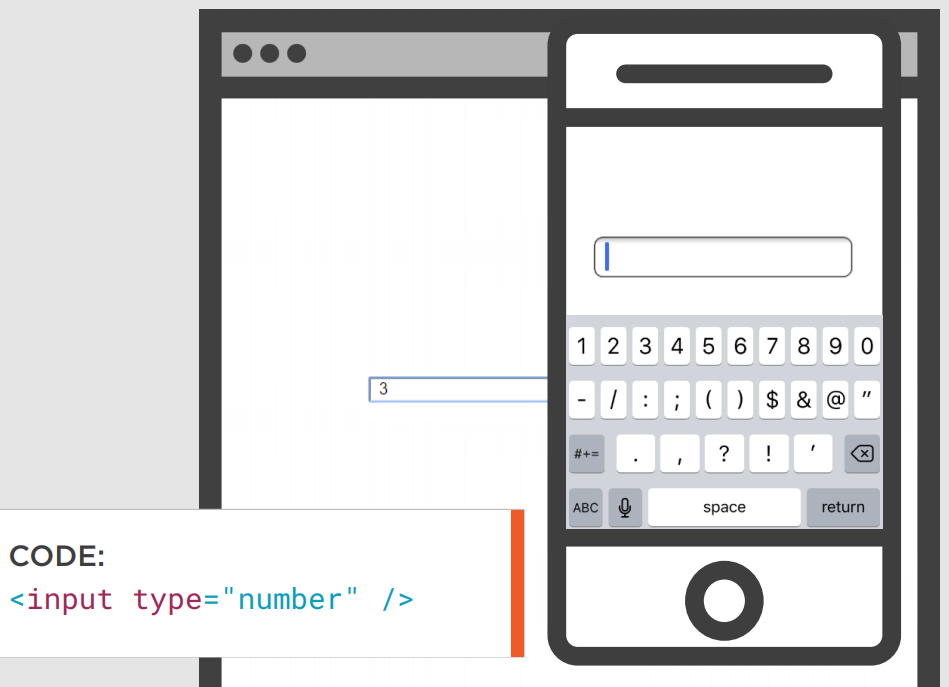 3
1 2 3 4 5 6 7 8 9 0
- / : ; ( ) $ & @ "
#+= . , ? ! '
ABC space return
CODE:
<input type="number" />